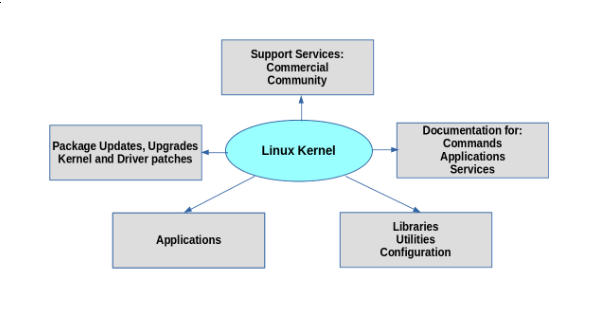 Support Services:
Commercial
Community
Package Updates, Upgrades
Kernel and Driver patches
Linux Kernel
Documentation for:
Commands
Applications
Services
Applications
Libraries
Utilities
Configuration